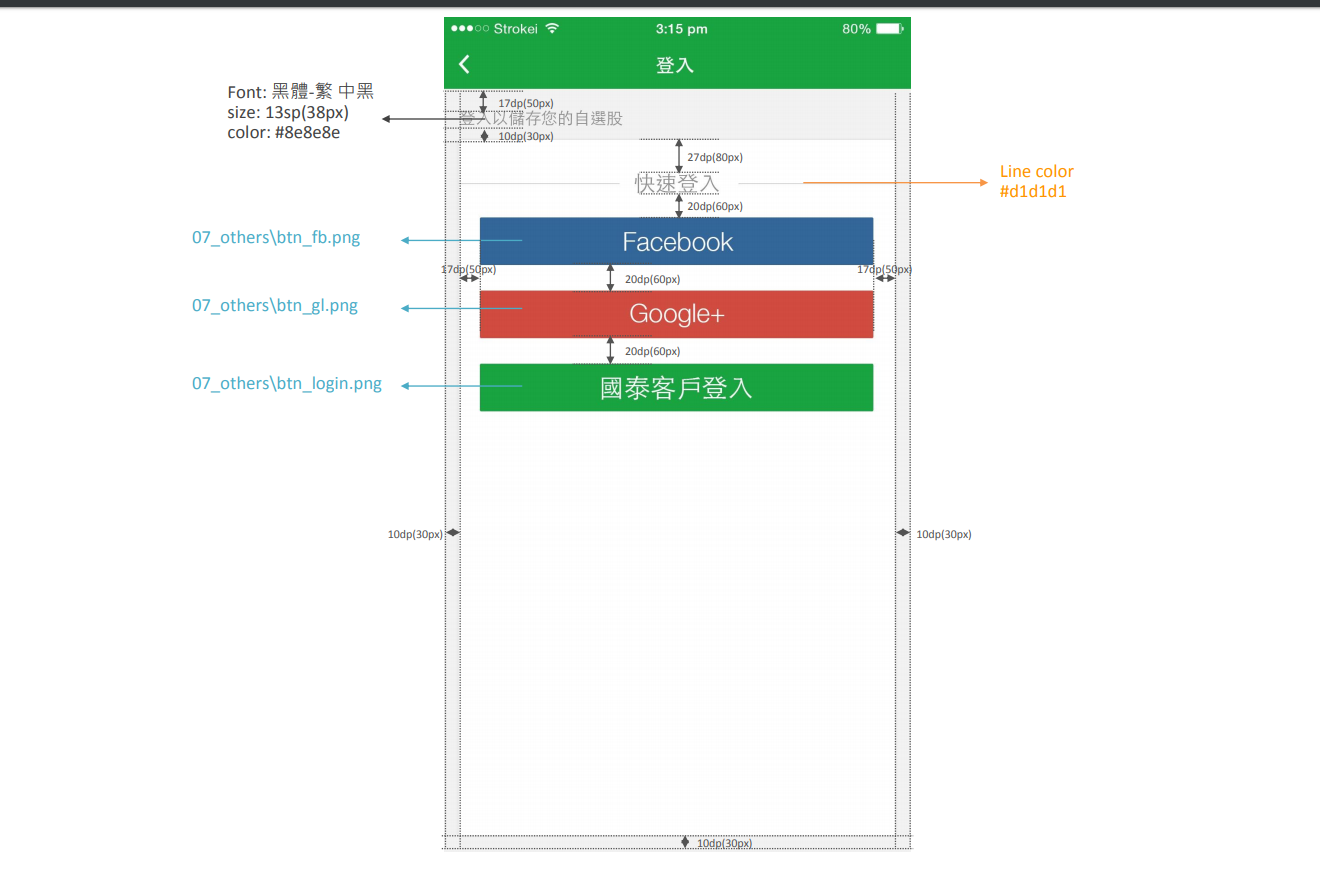 Strokei
3:15 pm
80%
登入
Font: 黑體-繁 中黑
size: 13sp(38px)
color: #8e8e8e
17dp(50px)
登入以儲存您的自選股
10dp(30px)
27dp(80px)
快速登入
Line color
#d1d1d1
20dp(60px)
07_others\btn_fb.png
Facebook
17dp(50px)
17dp(50px)
20dp(60px)
07_others\btn_gl.png
Google+
20dp(60px)
07_others\btn_login.png
國泰客戶登入
10dp(30px)
10dp(30px)
10dp(30px)